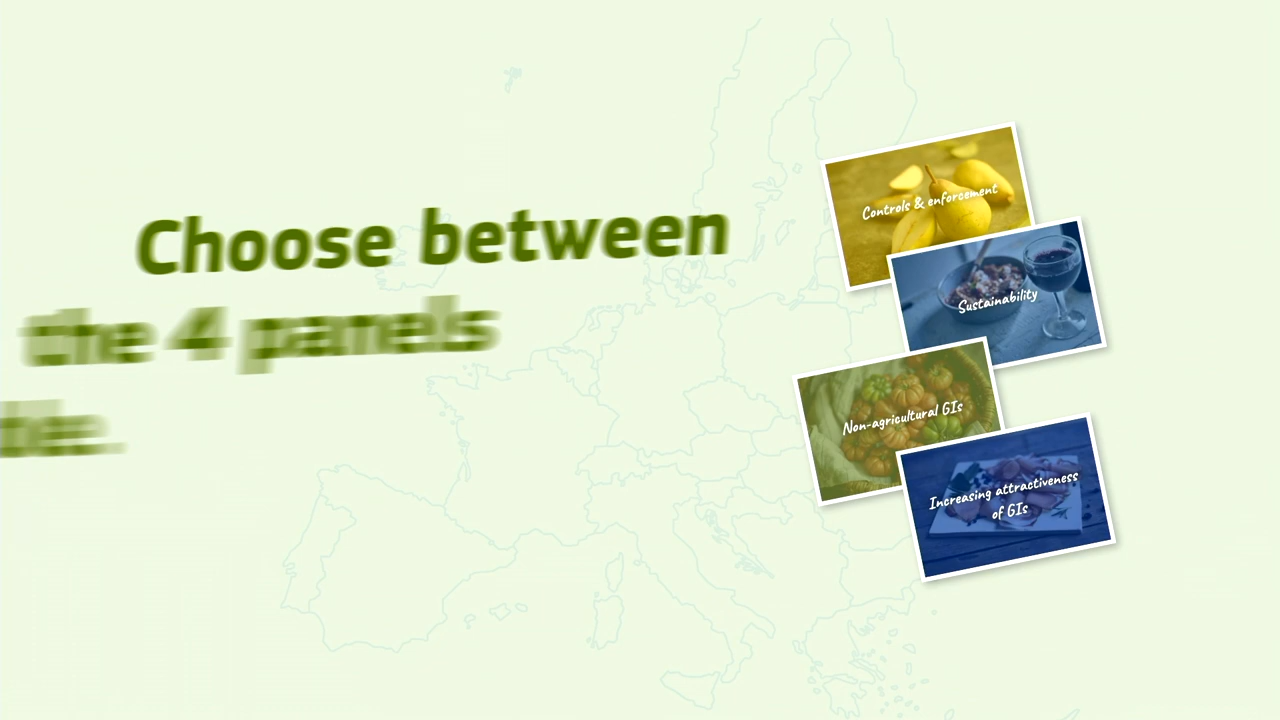 Choose between
the 4 panels
Controls & enforcement
Sustainability
Non-agricultural GIs
Increasing attractiveness
of GIs